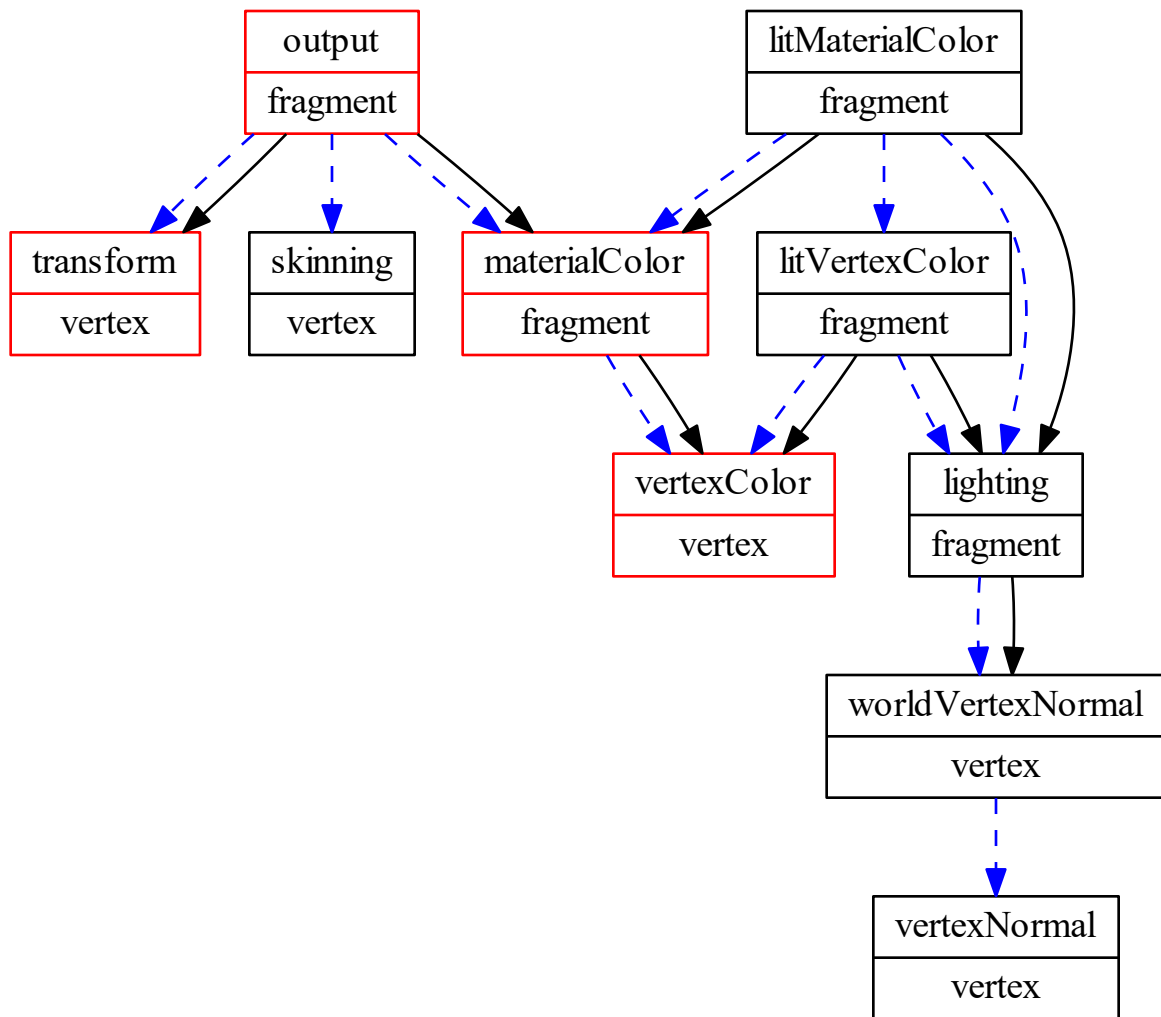 output
fragment
litMaterialColor
fragment
transform
vertex
skinning
vertex
materialColor
fragment
litVertexColor
fragment
vertexColor
vertex
lighting
fragment
worldVertexNormal
vertex
vertexNormal
vertex